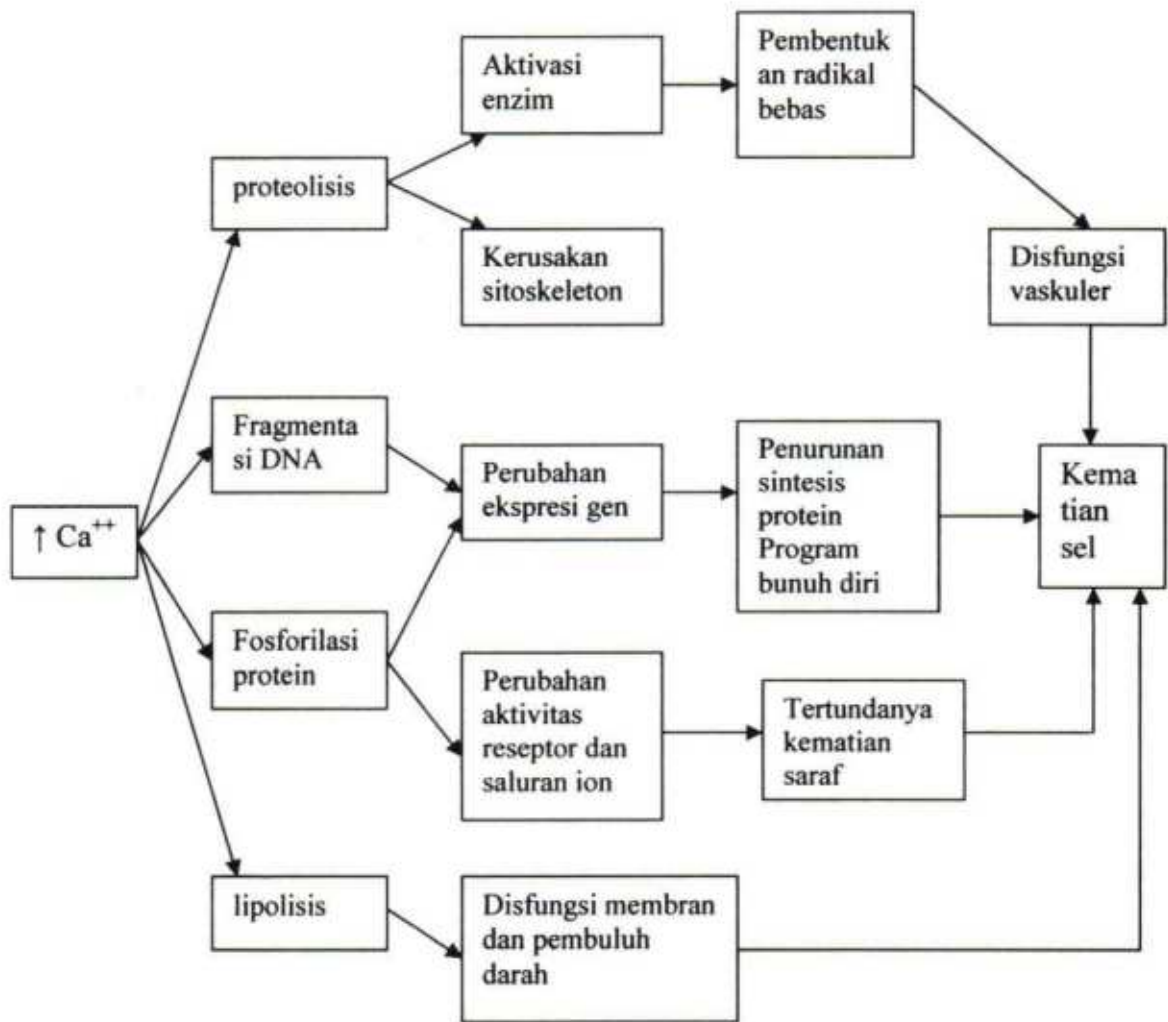 Aktivasi
enzim
Pembentuk
an radikal
bebas
proteolisis
Kerusakan
sitoskeleton
Disfungsi
vaskuler
Fragmenta
si DNA
Perubahan
ekspresi gen
Penurunan
sintesis
protein
Program
bunuh diri
Kema
tian
sel
↑ Ca++
Fosforilasi
protein
Perubahan
aktivitas
reseptor dan
saluran ion
Tertundanya
kematian
saraf
lipolisis
Disfungsi membran
dan pembuluh
darah